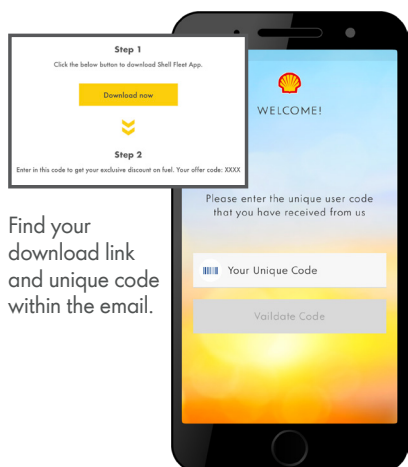 Step 1
Click the below button to download Shell Fleet App.
Download now
Step 2
Enter in this code to get your exclusive discount on fuel. Your offer code: XXXX
Find your
download link
and unique code
within the email.
WELCOME!
Please enter the unique user code
that you have received from us
Your Unique Code
Vaildate Code